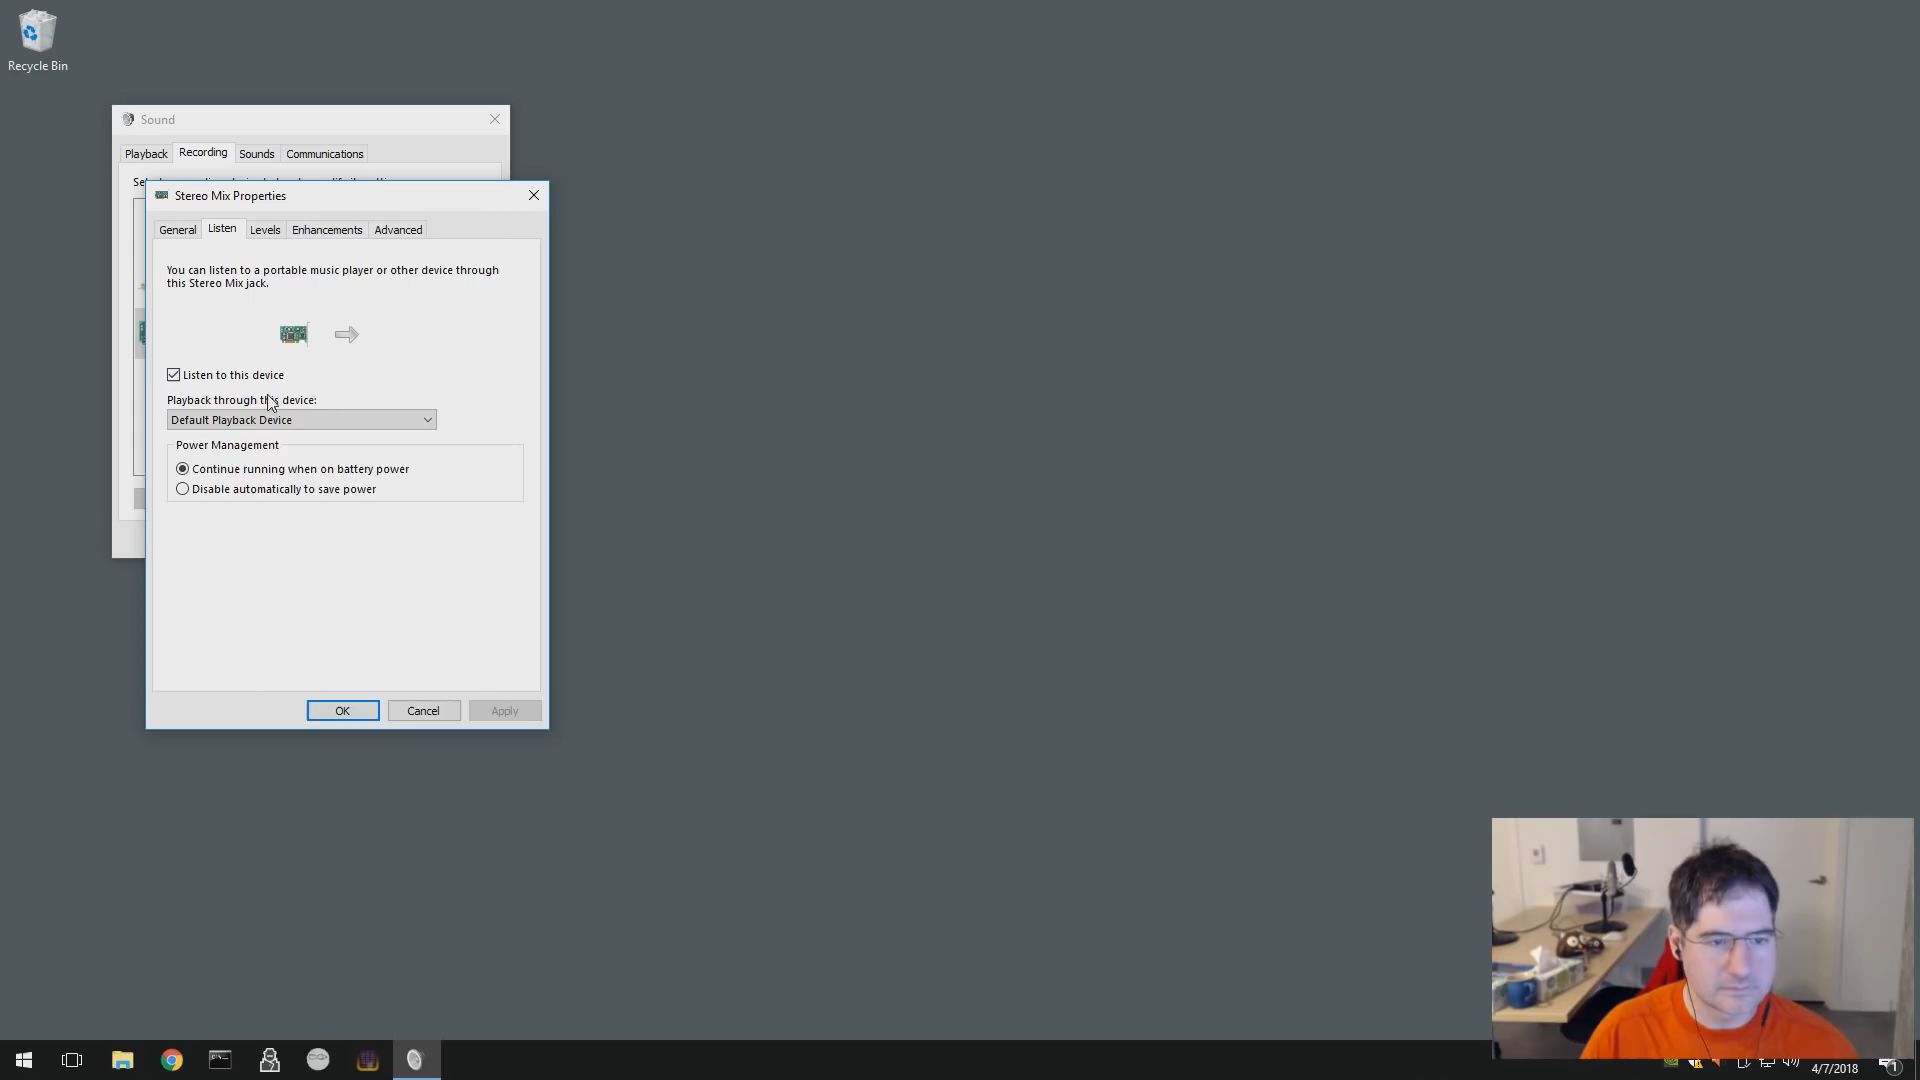 Recycle Bin
Sound
Playback
Recording
Sounds
Communications
Stereo Mix Properties
General
Listen
Levels
Enhancements
Advanced
You can listen to a portable music player or other device through
this Stereo Mix jack.
Listen to this device
Playback through this device:
Default Playback Device
Power Management
Continue running when on battery power
Disable automatically to save power
OK
Cancel
Apply
4/7/2018
1